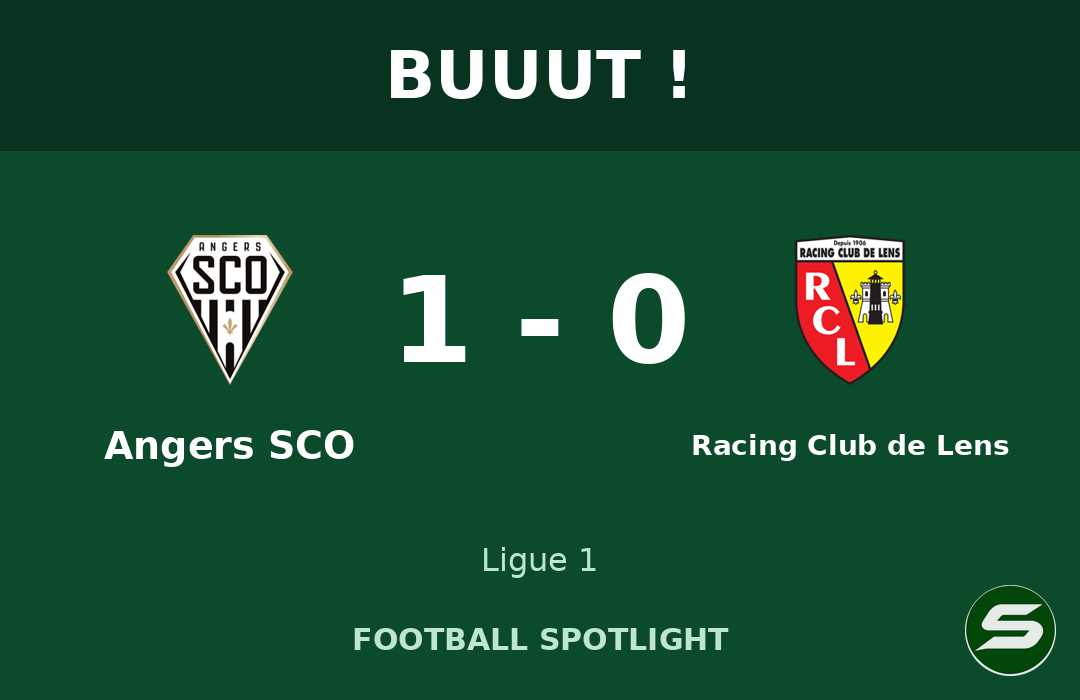 BUUUT !
ANGERS
SCO
1 - 0
Depuis 1906
RACING CLUB DE LENS
R
C
L
Angers SCO
Racing Club de Lens
Ligue 1
FOOTBALL SPOTLIGHT
S